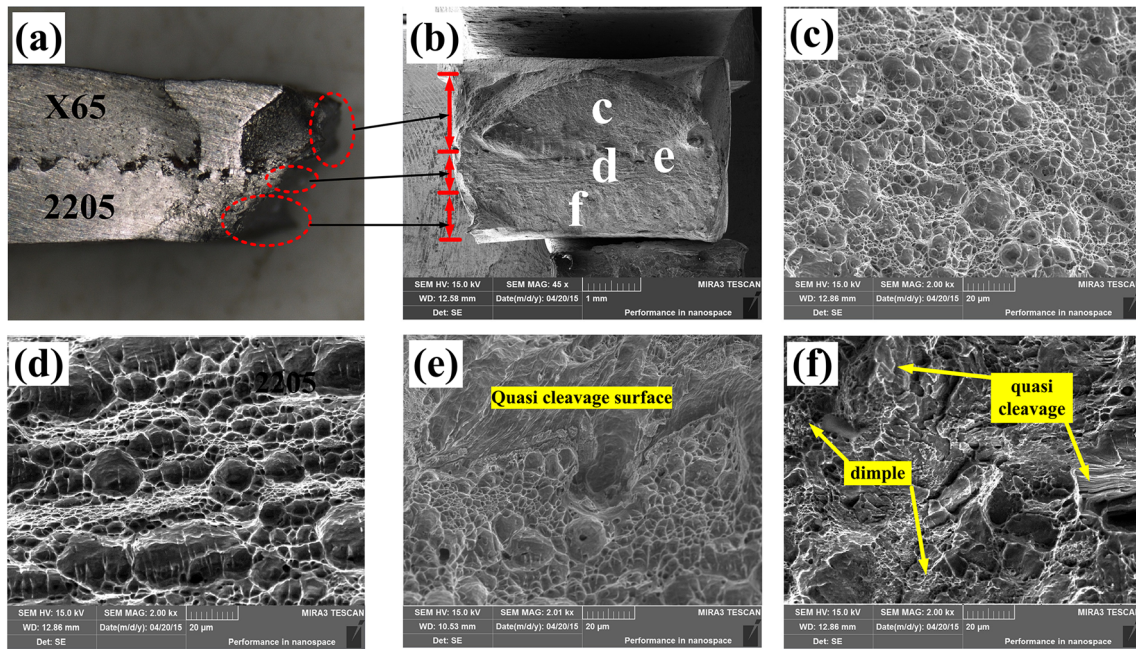 (a)
X65
2205
(b)
c
d
e
f
SEM HV: 15.0 kV
SEM MAG: 45 x
MIRA3 TESCAN
WD: 12.58 mm
Date(m/d/y): 04/20/15
1 mm
Det: SE
Performance in nanospace
(c)
SEM HV: 15.0 kV
SEM MAG: 2.00 kx
MIRA3 TESCAN
WD: 12.86 mm
Date(m/d/y): 04/20/15
20 µm
Det: SE
Performance in nanospace
(d)
2205
SEM HV: 15.0 kV
SEM MAG: 2.00 kx
MIRA3 TESCAN
WD: 12.86 mm
Date(m/d/y): 04/20/15
20 µm
Det: SE
Performance in nanospace
(e)
Quasi cleavage surface
SEM HV: 15.0 kV
SEM MAG: 2.01 kx
MIRA3 TESCAN
WD: 10.53 mm
Date(m/d/y): 04/20/15
20 µm
Det: SE
Performance in nanospace
(f)
quasi
cleavage
dimple
SEM HV: 15.0 kV
SEM MAG: 2.00 kx
MIRA3 TESCAN
WD: 12.86 mm
Date(m/d/y): 04/20/15
20 µm
Det: SE
Performance in nanospace